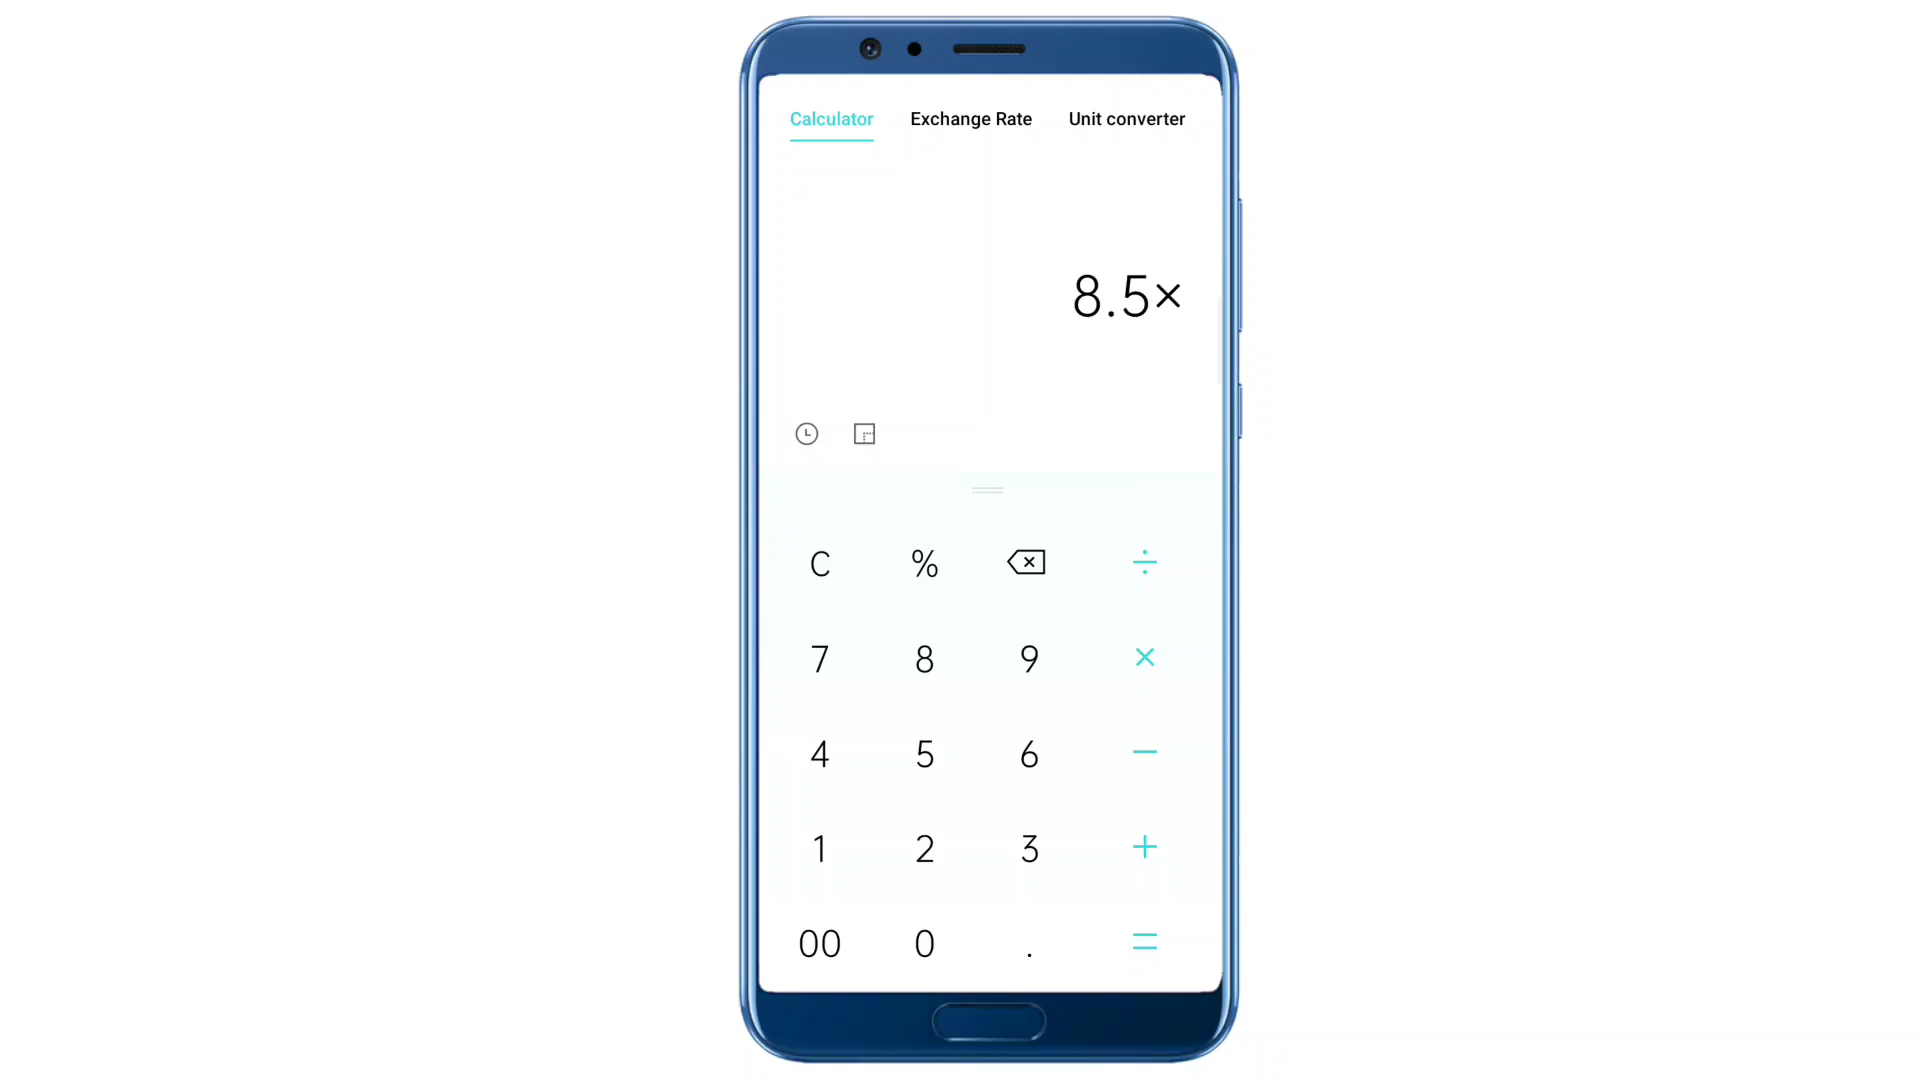 Calculator Exchange Rate Unit converter
8.5×
C % ÷
7 8 9 ×
4 5 6 −
1 2 3 +
00 0 . =